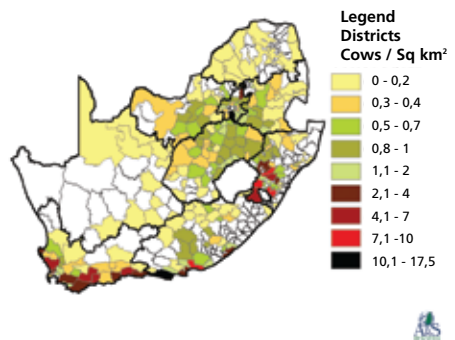 Legend
Districts
Cows / Sq km²
0 - 0,2
0,3 - 0,4
0,5 - 0,7
0,8 - 1
1,1 - 2
2,1 - 4
4,1 - 7
7,1 -10
10,1 - 17,5